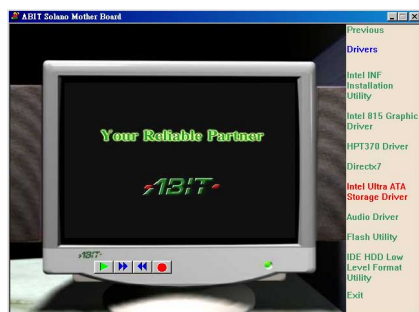 ABIT Solano Mother Board
Previous
Drivers
Intel INF
Installation
Utility
Intel 815 Graphic
Driver
HPT370 Driver
Directx7
Intel Ultra ATA
Storage Driver
Audio Driver
Flash Utility
IDE HDD Low
Level Format
Utility
Exit
Your Reliable Partner
ABIT
ABIT